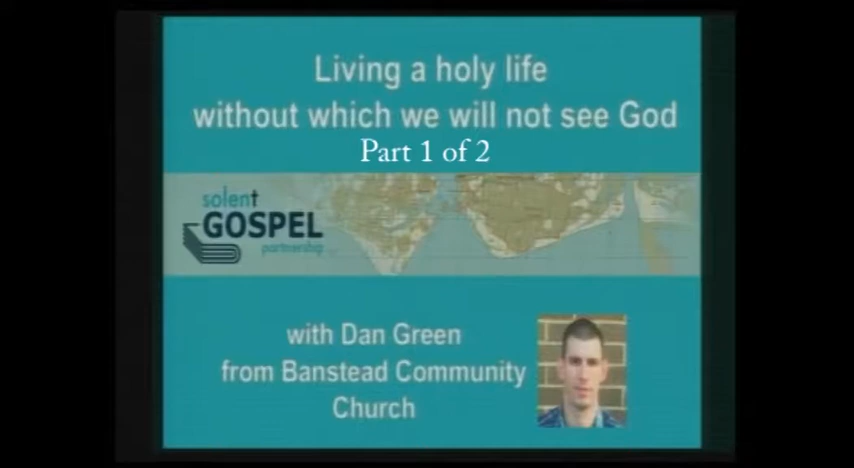 Living a holy life
without which we will not see God
Part 1 of 2
solent
GOSPEL
partnership
with Dan Green
from Banstead Community
Church